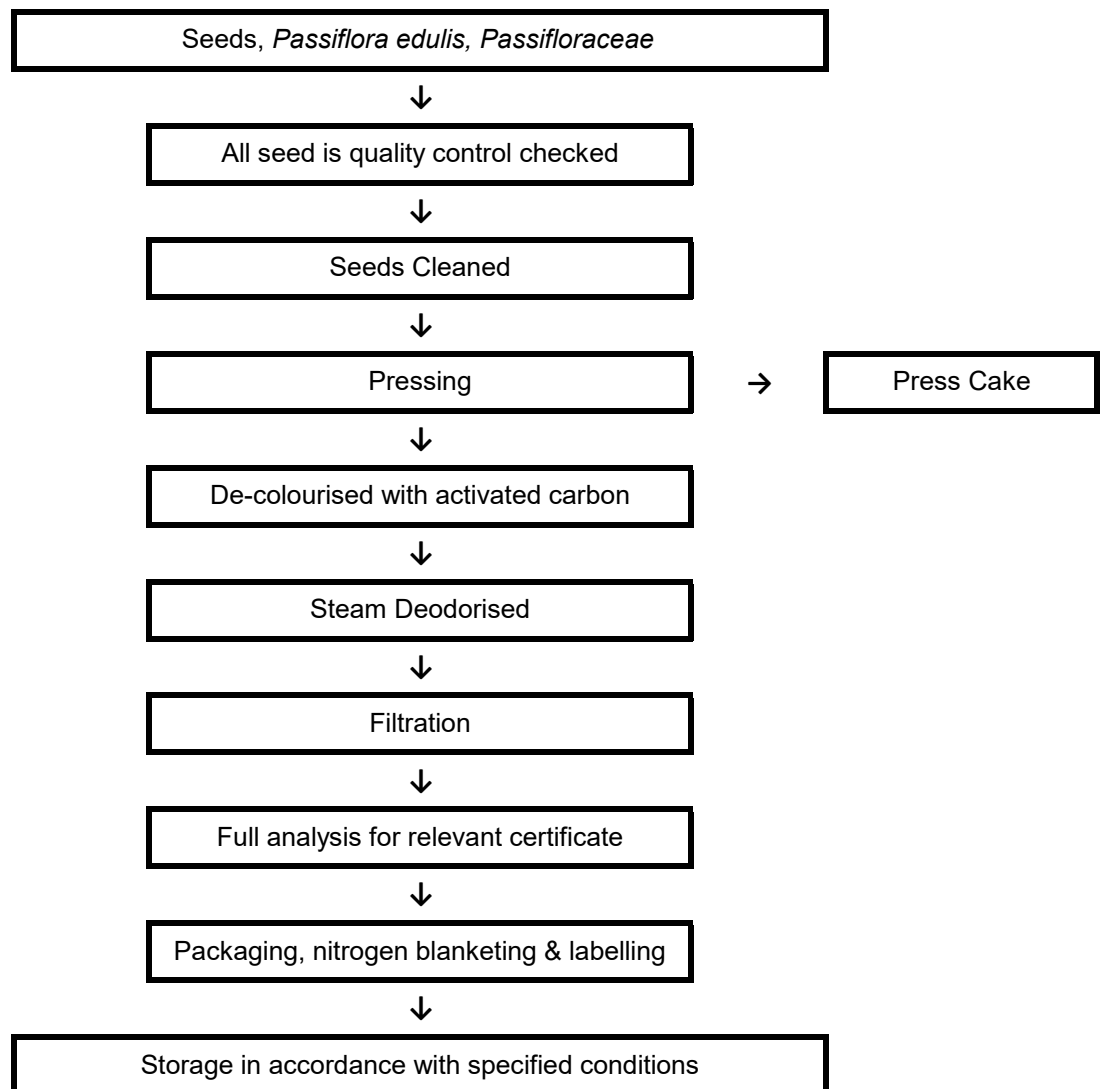 Seeds, Passiflora edulis, Passifloraceae
↓
All seed is quality control checked
↓
Seeds Cleaned
↓
Pressing → Press Cake
↓
De-colourised with activated carbon
↓
Steam Deodorised
↓
Filtration
↓
Full analysis for relevant certificate
↓
Packaging, nitrogen blanketing & labelling
↓
Storage in accordance with specified conditions